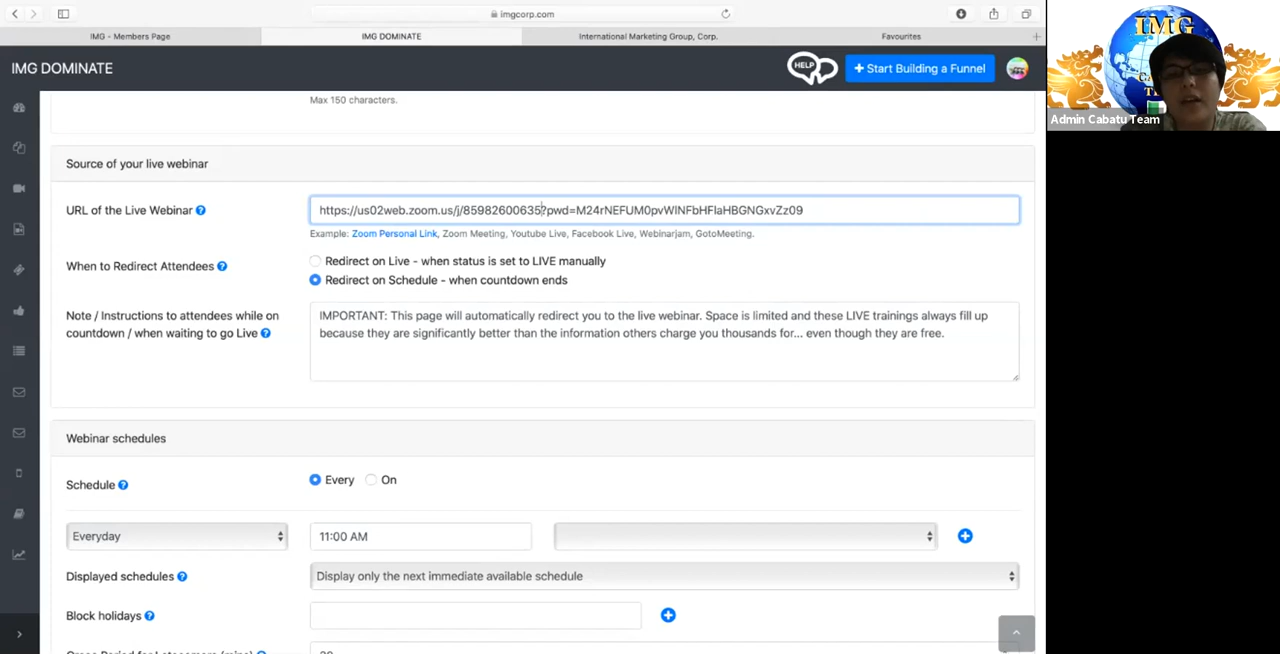 imgcorp.com
IMG - Members Page
IMG DOMINATE
International Marketing Group, Corp.
Favourites
IMG DOMINATE
HELP
+ Start Building a Funnel
IMG
Admin Cabatu Team
Max 150 characters.
Source of your live webinar
URL of the Live Webinar ?
https://us02web.zoom.us/j/85982600635?pwd=M24rNEFUM0pvWlNFbHFIaHBGNGxvZz09
Example: Zoom Personal Link, Zoom Meeting, Youtube Live, Facebook Live, Webinarjam, GotoMeeting.
When to Redirect Attendees ?
Redirect on Live - when status is set to LIVE manually
Redirect on Schedule - when countdown ends
Note / Instructions to attendees while on
countdown / when waiting to go Live ?
IMPORTANT: This page will automatically redirect you to the live webinar. Space is limited and these LIVE trainings always fill up
because they are significantly better than the information others charge you thousands for... even though they are free.
Webinar schedules
Schedule ?
Every
On
Everyday
11:00 AM
Displayed schedules ?
Display only the next immediate available schedule
Block holidays ?
Grace Period for Latecomers (mins)